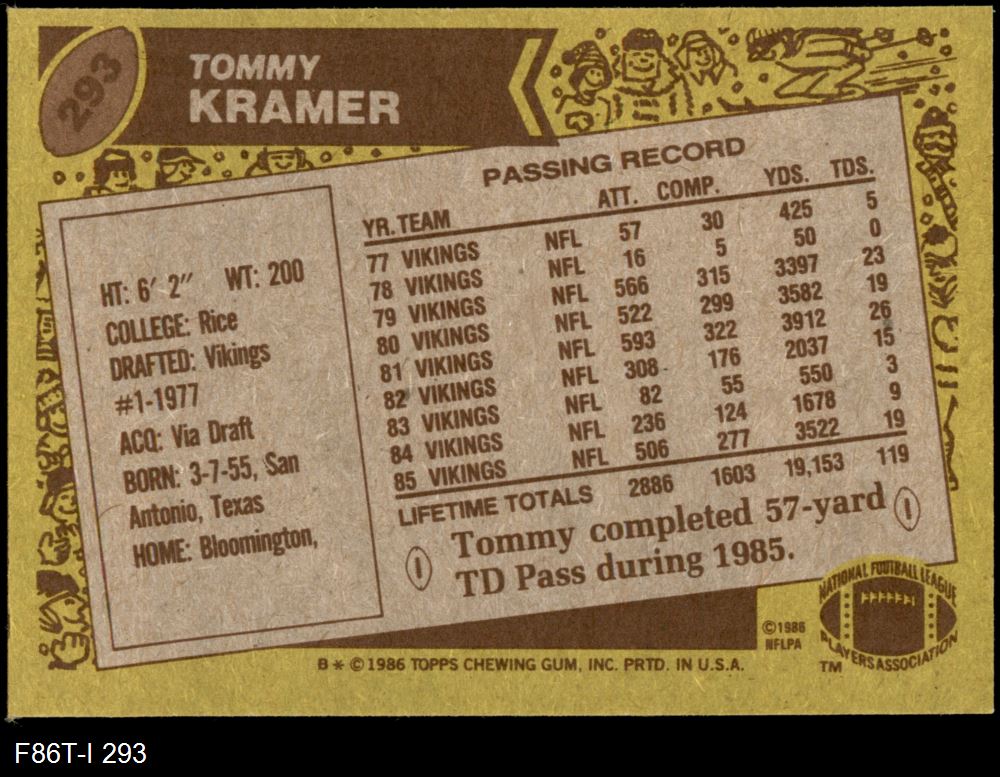 293
TOMMY
KRAMER
PASSING RECORD
YR. TEAM ATT. COMP. YDS. TDS.
77 VIKINGS NFL 57 30 425 5
78 VIKINGS NFL 16 5 50 0
79 VIKINGS NFL 566 315 3397 23
80 VIKINGS NFL 522 299 3582 19
81 VIKINGS NFL 593 322 3912 26
82 VIKINGS NFL 308 176 2037 15
83 VIKINGS NFL 82 55 550 3
84 VIKINGS NFL 236 124 1678 9
85 VIKINGS NFL 506 277 3522 19
LIFETIME TOTALS 2886 1603 19,153 119
HT: 6' 2" WT: 200
COLLEGE: Rice
DRAFTED: Vikings
#1-1977
ACQ: Via Draft
BORN: 3-7-55, San
Antonio, Texas
HOME: Bloomington,
Tommy completed 57-yard
TD Pass during 1985.
©1986
NFLPA
NATIONAL FOOTBALL LEAGUE
PLAYERS ASSOCIATION
TM
B * © 1986 TOPPS CHEWING GUM, INC. PRTD. IN U.S.A.
F86T-I 293